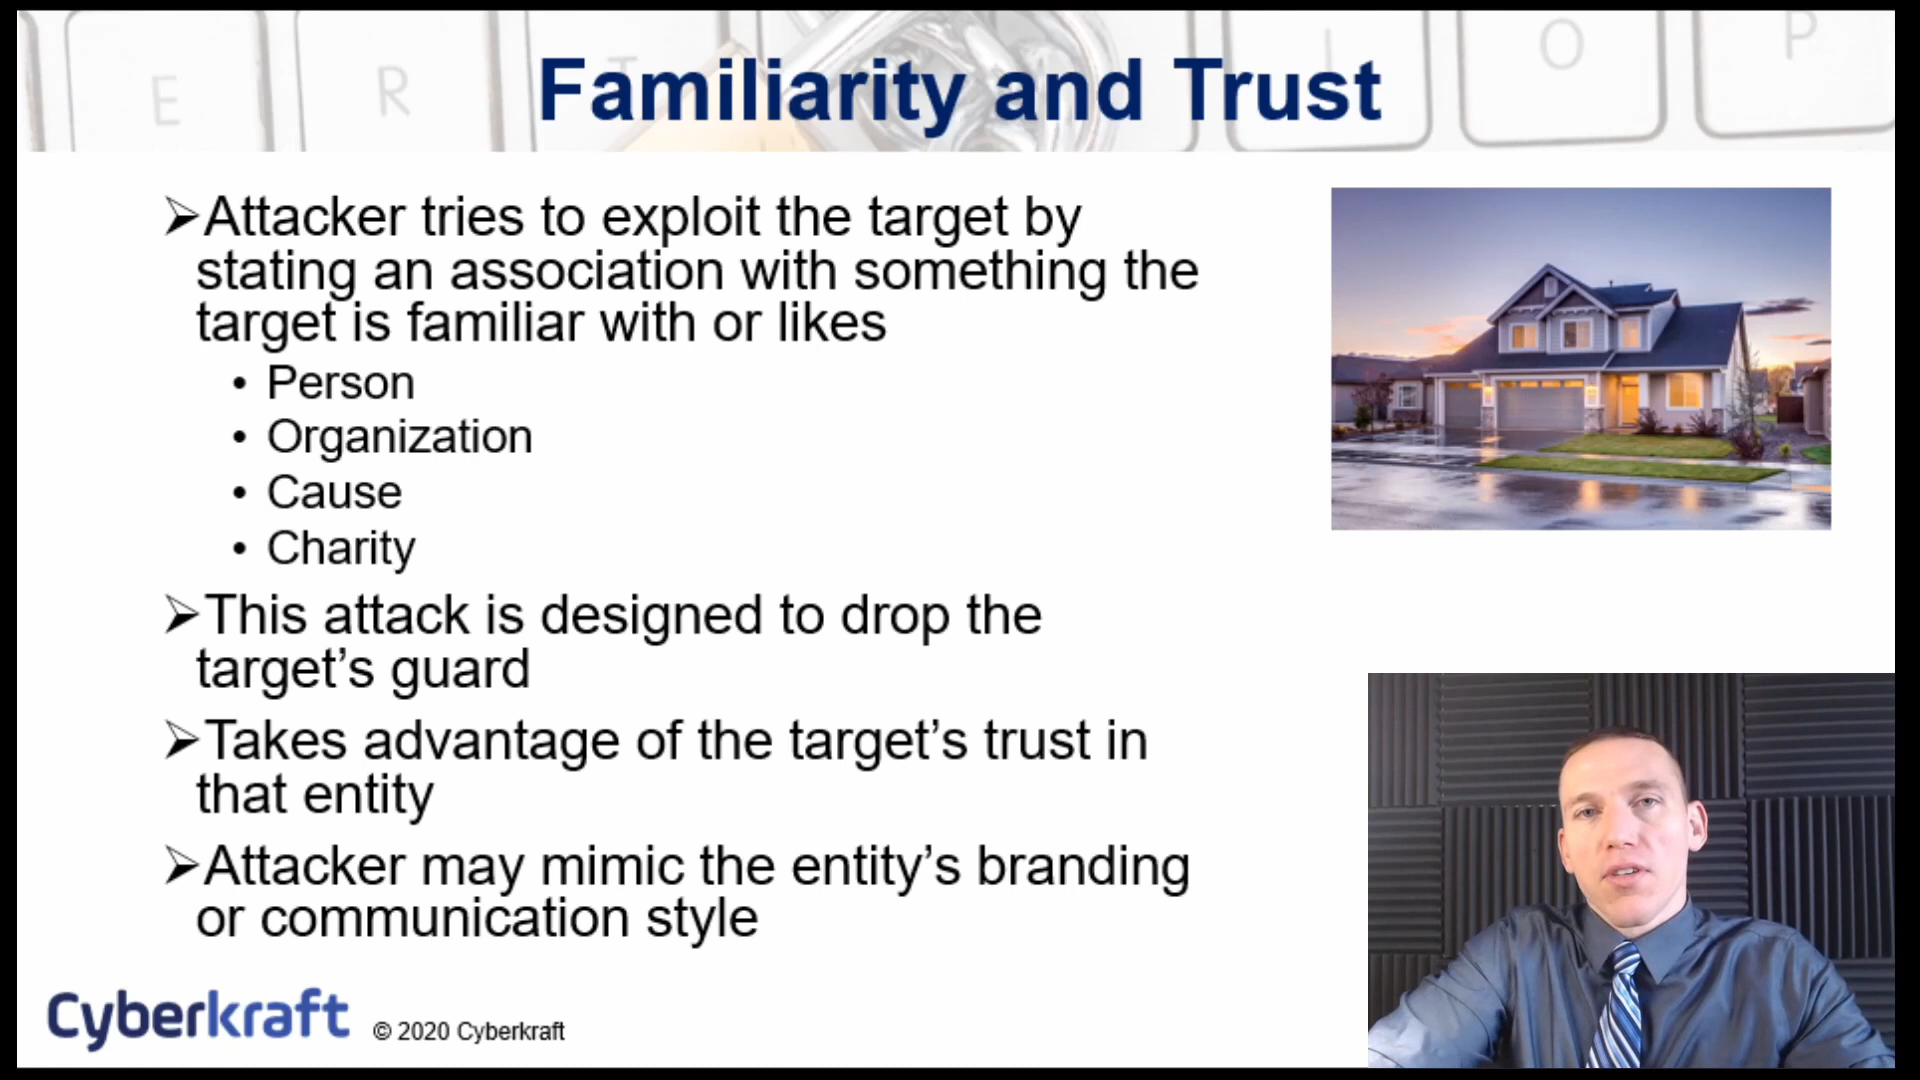 E R T I O P
Familiarity and Trust
➢Attacker tries to exploit the target by
stating an association with something the
target is familiar with or likes
• Person
• Organization
• Cause
• Charity
➢This attack is designed to drop the
target’s guard
➢Takes advantage of the target’s trust in
that entity
➢Attacker may mimic the entity’s branding
or communication style
Cyberkraft © 2020 Cyberkraft